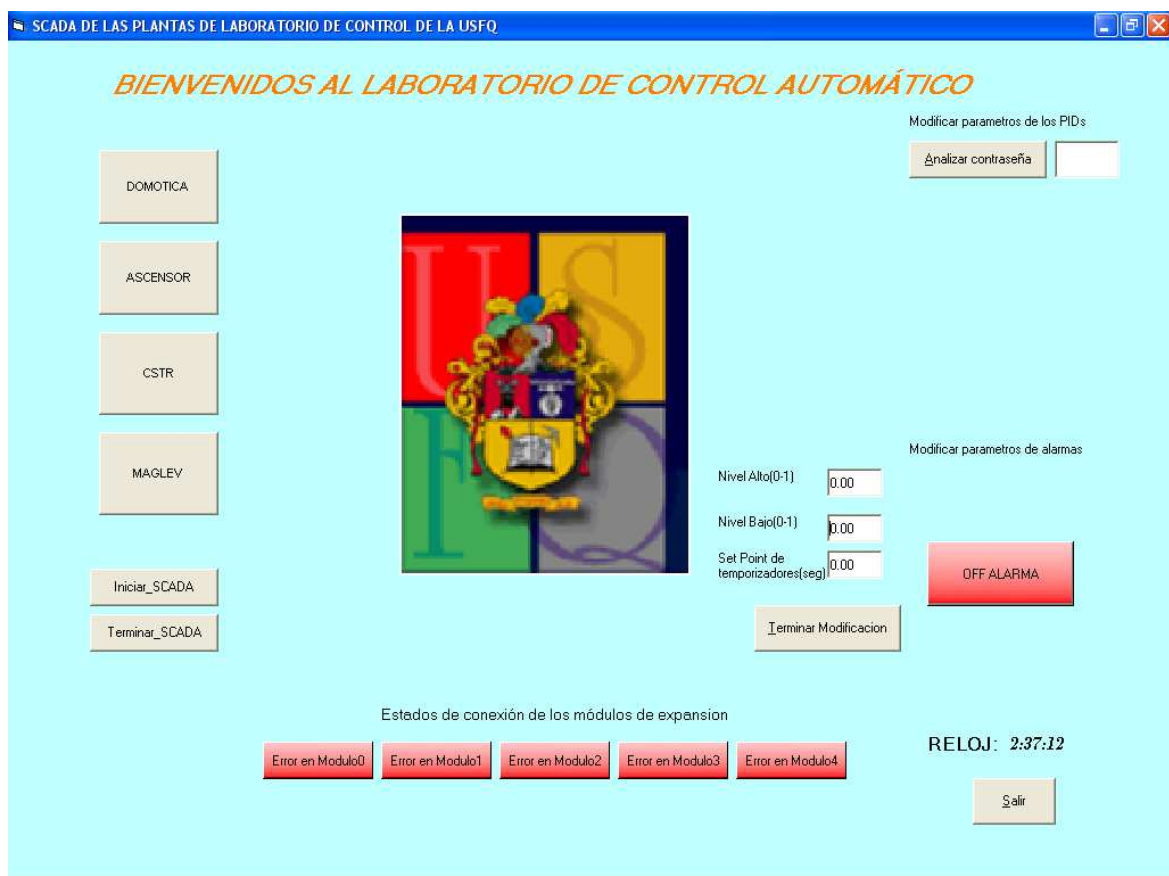 SCADA DE LAS PLANTAS DE LABORATORIO DE CONTROL DE LA USFQ
BIENVENIDOS AL LABORATORIO DE CONTROL AUTOMÁTICO
Modificar parametros de los PIDs
Analizar contraseña
DOMOTICA
ASCENSOR
CSTR
MAGLEV
U S
F Q
Modificar parametros de alarmas
Nivel Alto(0-1) 0.00
Nivel Bajo(0-1) 0.00
Set Point de
temporizadores(seg) 0.00
OFF ALARMA
Iniciar_SCADA
Terminar_SCADA
Terminar Modificacion
Estados de conexión de los módulos de expansion
Error en Modulo0 Error en Modulo1 Error en Modulo2 Error en Modulo3 Error en Modulo4
RELOJ: 2:37:12
Salir